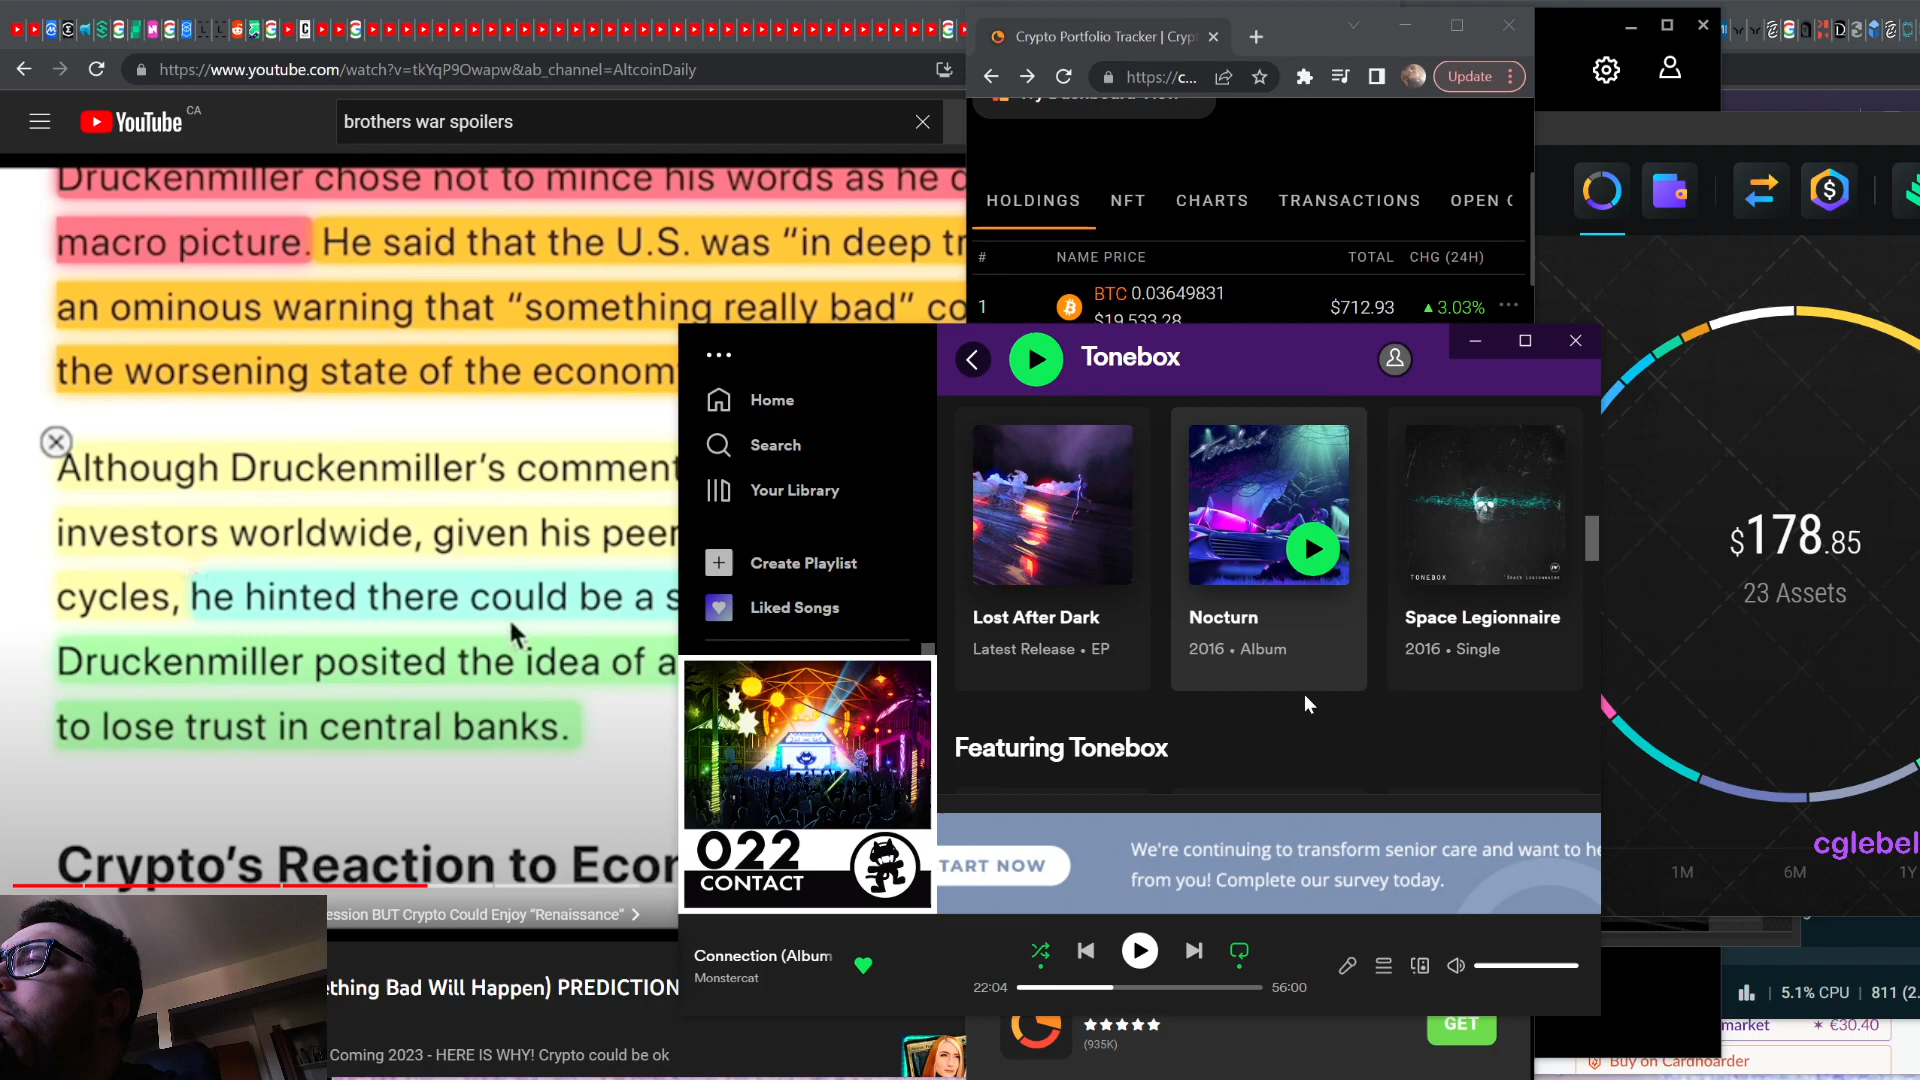 Crypto Portfolio Tracker | Cryp
https://www.youtube.com/watch?v=tkYqP9Owapw&ab_channel=AltcoinDaily
https://c...
Update
YouTube CA
brothers war spoilers
Druckenmiller chose not to mince his words as he
macro picture. He said that the U.S. was “in deep
an ominous warning that “something really bad” co
the worsening state of the econom
Although Druckenmiller’s comment
investors worldwide, given his peer
cycles, he hinted there could be a s
Druckenmiller posited the idea of a
to lose trust in central banks.
Crypto’s Reaction to Econ
ession BUT Crypto Could Enjoy “Renaissance”
ething Bad Will Happen) PREDICTION
Coming 2023 - HERE IS WHY! Crypto could be ok
HOLDINGS NFT CHARTS TRANSACTIONS OPEN
# NAME PRICE TOTAL CHG (24H)
1 BTC 0.03649831 $712.93 3.03%
$19,533.28
Home
Search
Your Library
Create Playlist
Liked Songs
022
CONTACT
Tonebox
Lost After Dark
Latest Release • EP
Nocturn
2016 • Album
Space Legionnaire
2016 • Single
TONEBOX
Featuring Tonebox
TART NOW
We're continuing to transform senior care and want to he
from you! Complete our survey today.
Connection (Album
Monstercat
22:04
56:00
(935K)
GET
$178.85
23 Assets
cglebel
1M 6M 1Y
5.1% CPU | 811 (2.
market €30.40
Buy on Cardhoarder